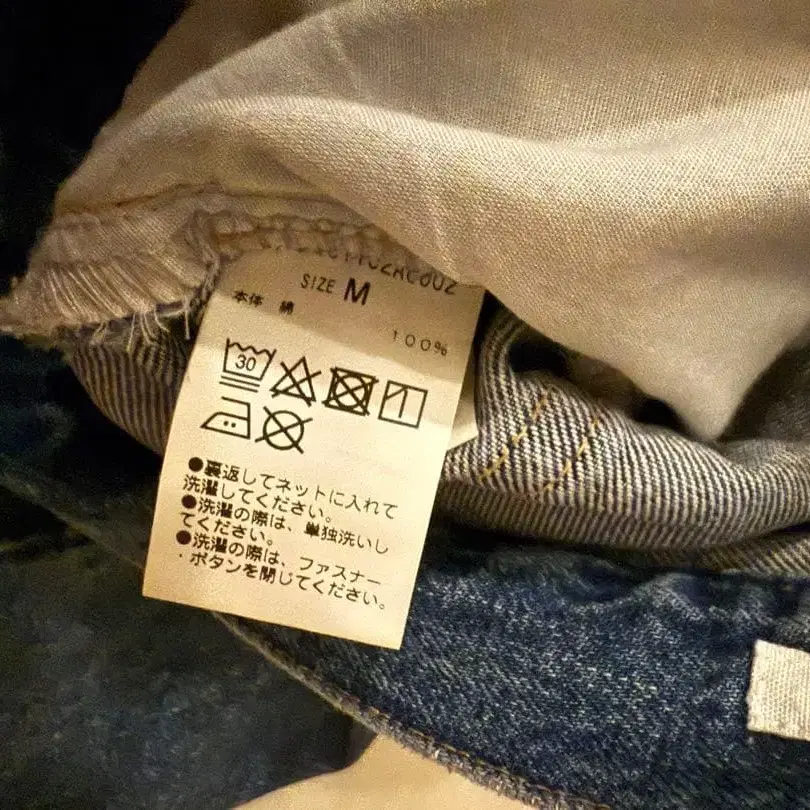 SIZE M
本体 綿
100%
30
●裏返してネットに入れて
洗濯してください。
●洗濯の際は、単独洗いし
てください。
●洗濯の際は、ファスナー
・ボタンを閉じてください。